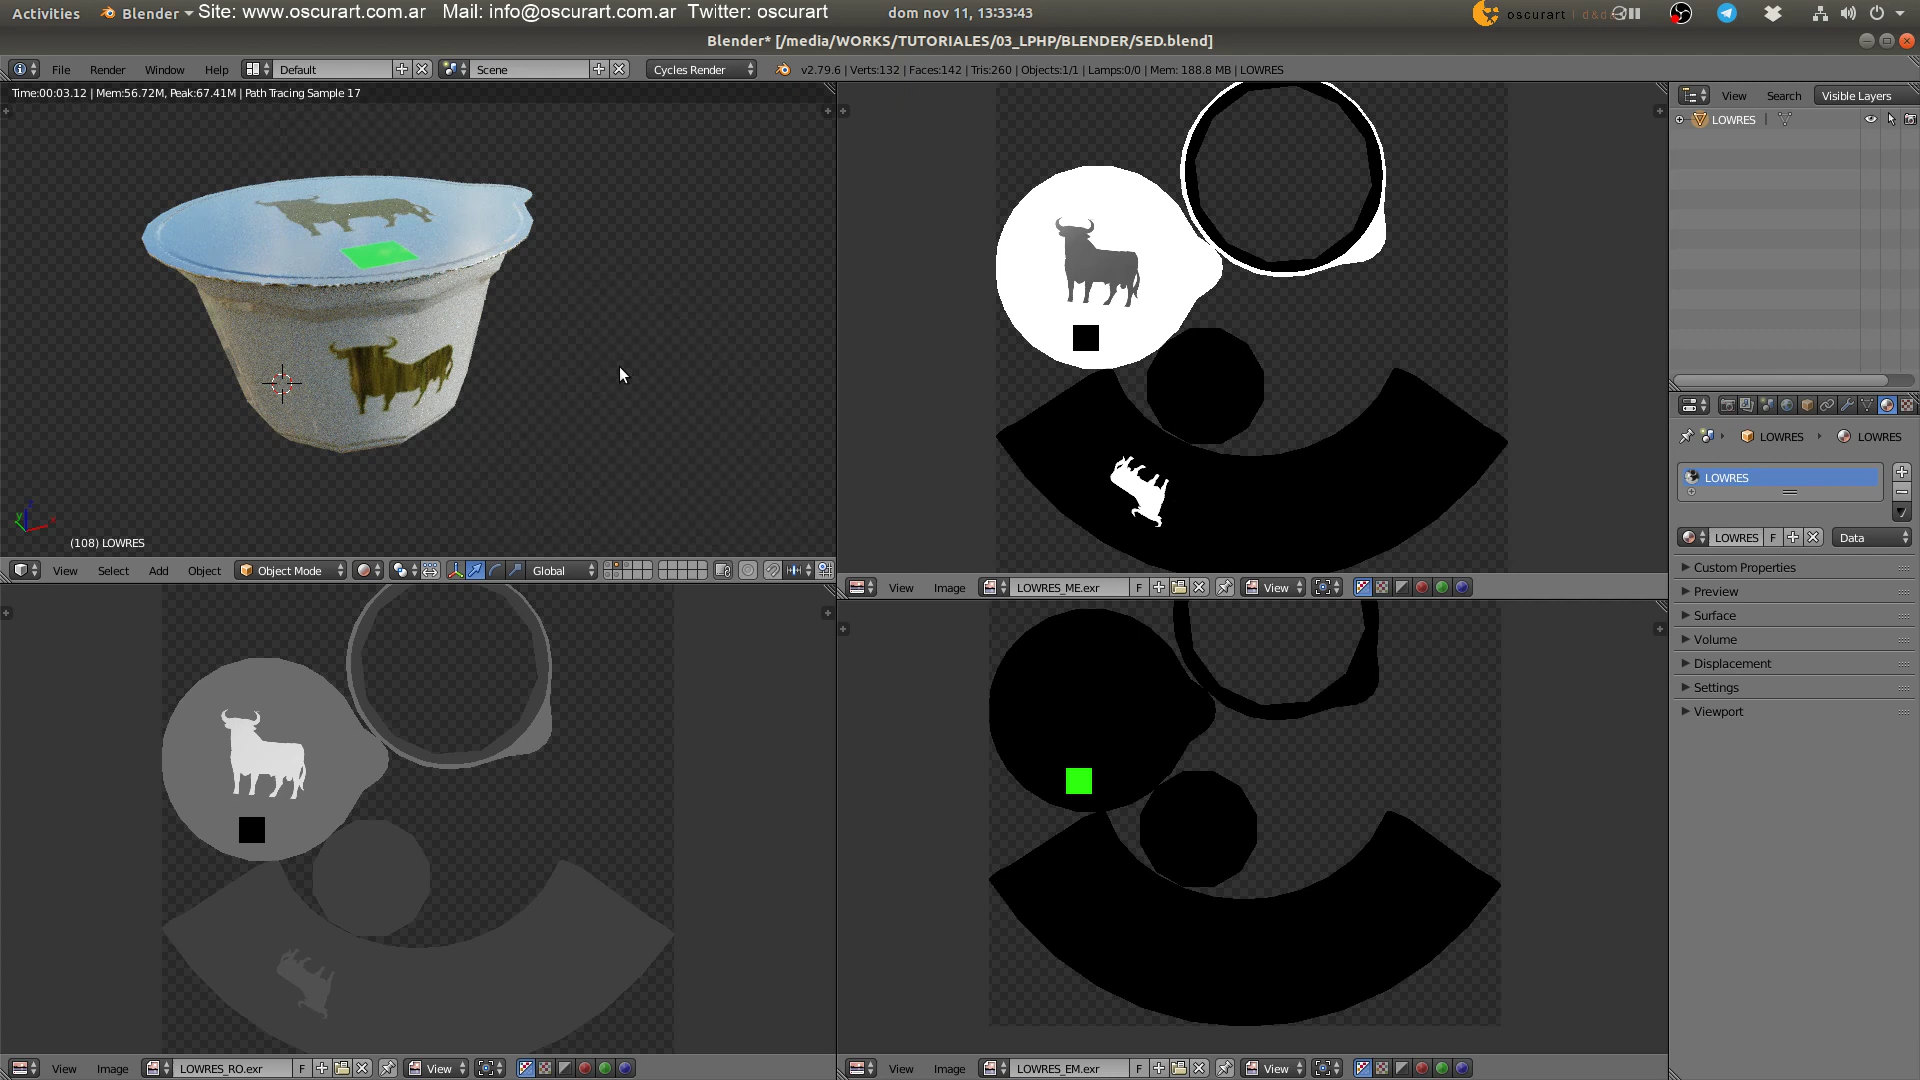 Activities Blender Site: www.oscurart.com.ar Mail: info@oscurart.com.ar Twitter: oscurart dom nov 11, 13:33:43 oscurart
Blender* [/media/WORKS/TUTORIALES/03_LPHP/BLENDER/SED.blend]
File Render Window Help Default Scene Cycles Render v2.79.6 | Verts:132 | Faces:142 | Tris:260 | Objects:1/1 | Lamps:0/0 | Mem: 188.8 MB | LOWRES
Time:00:03.12 | Mem:56.72M, Peak:67.41M | Path Tracing Sample 17
View Search Visible Layers
LOWRES
(108) LOWRES
View Select Add Object Object Mode Global
View Image LOWRES_ME.exr F View
View Image LOWRES_RO.exr F View
View Image LOWRES_EM.exr F View
LOWRES LOWRES
LOWRES
LOWRES F Data
Custom Properties
Preview
Surface
Volume
Displacement
Settings
Viewport